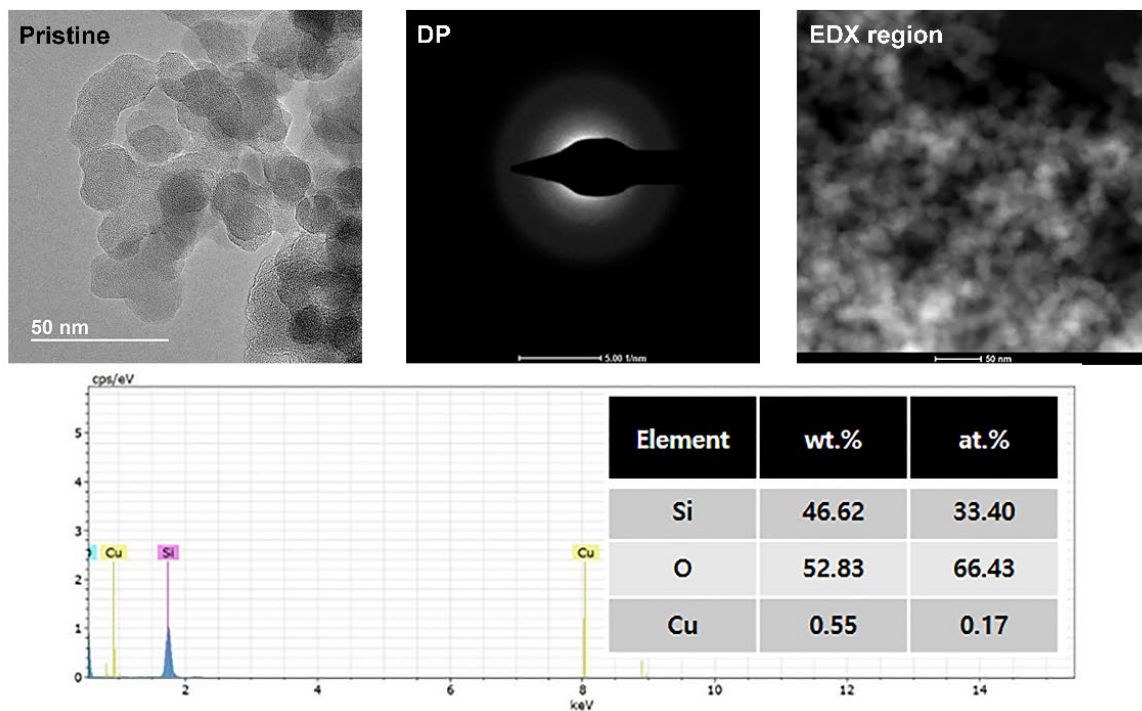 Pristine
50 nm
DP
5.00 1/nm
EDX region
50 nm
cps/eV
5
4
3
2
1
0
Cu
Si
Cu
2
4
6
8
10
12
14
keV
Element wt.% at.%
Si 46.62 33.40
O 52.83 66.43
Cu 0.55 0.17